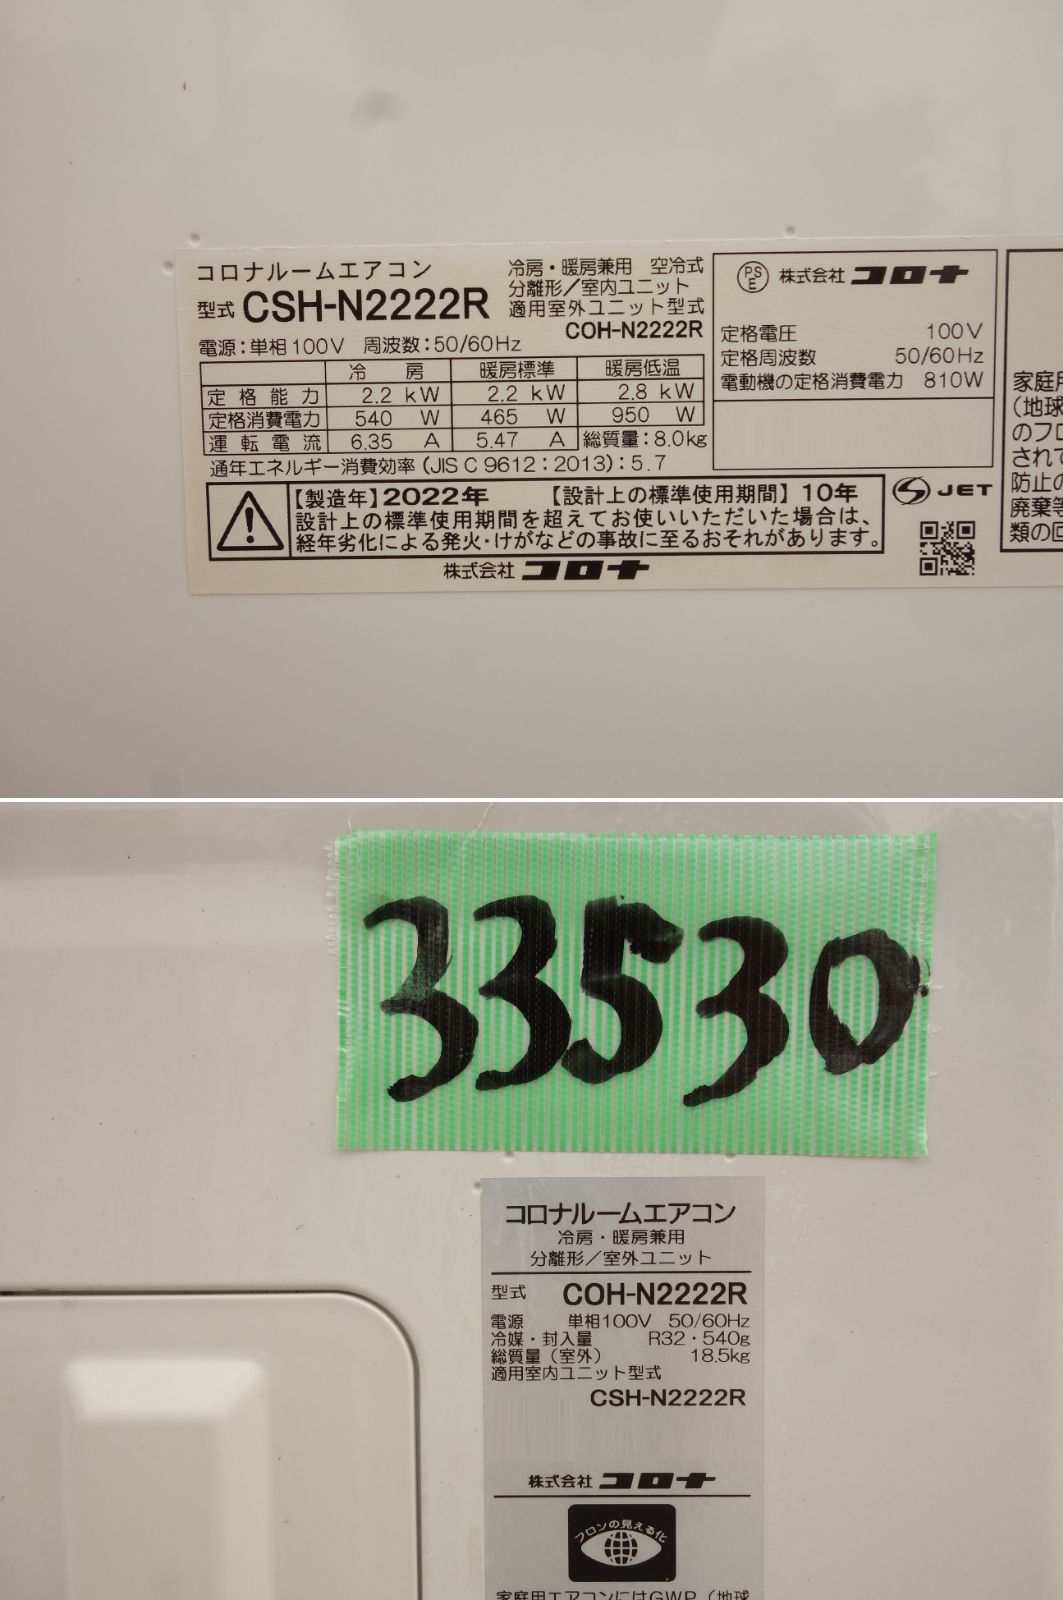 コロナルームエアコン
型式 CSH-N2222R
冷房・暖房兼用 空冷式
分離形/室内ユニット
適用室外ユニット型式
COH-N2222R
電源:単相100V 周波数:50/60Hz
冷 房 暖房標準 暖房低温
定格能力 2.2 kW 2.2 kW 2.8 kW
定格消費電力 540 W 465 W 950 W
運転電流 6.35 A 5.47 A 総質量:8.0kg
通年エネルギー消費効率(JIS C 9612:2013):5.7
【製造年】2022年 【設計上の標準使用期間】10年
設計上の標準使用期間を超えてお使いいただいた場合は、
経年劣化による発火・けがなどの事故に至るおそれがあります。
株式会社 コロナ
PSE 株式会社 コロナ
定格電圧 100V
定格周波数 50/60Hz
電動機の定格消費電力 810W
JET
家庭用
(地球
のフロ
されて
防止の
廃棄等
類の回
33530
コロナルームエアコン
冷房・暖房兼用
分離形/室外ユニット
型式 COH-N2222R
電源 単相100V 50/60Hz
冷媒・封入量 R32・540g
総質量(室外) 18.5kg
適用室内ユニット型式
CSH-N2222R
株式会社 コロナ
フロンの見える化
家庭用エアコンにはGWP(地球